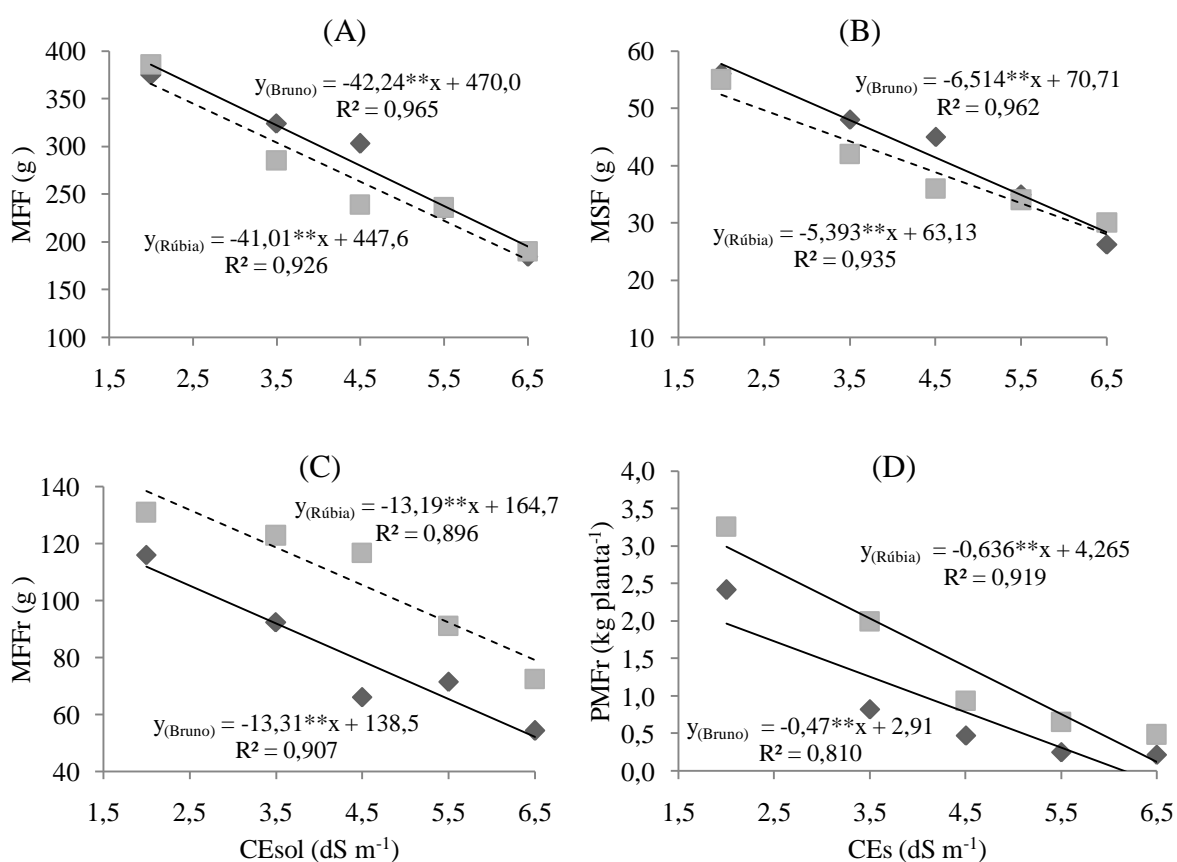 (A)
400
350
300
250
200
150
100
MFF (g )
y(Bruno) = -42,24**x + 470,0
R² = 0,965
y(Rúbia) = -41,01**x + 447,6
R² = 0,926
1,5 2,5 3,5 4,5 5,5 6,5
(B)
60
50
40
30
20
10
MSF (g )
y(Bruno) = -6,514**x + 70,71
R² = 0,962
y(Rúbia) = -5,393**x + 63,13
R² = 0,935
1,5 2,5 3,5 4,5 5,5 6,5
(C)
140
120
100
80
60
40
MFFr (g )
y(Rúbia) = -13,19**x + 164,7
R² = 0,896
y(Bruno) = -13,31**x + 138,5
R² = 0,907
1,5 2,5 3,5 4,5 5,5 6,5
CEsol (dS m⁻¹)
(D)
4,0
3,5
3,0
2,5
2,0
1,5
1,0
0,5
0,0
PMFr (kg planta⁻¹)
y(Rúbia) = -0,636**x + 4,265
R² = 0,919
y(Bruno) = -0,47**x + 2,91
R² = 0,810
1,5 2,5 3,5 4,5 5,5 6,5
CEs (dS m⁻¹)